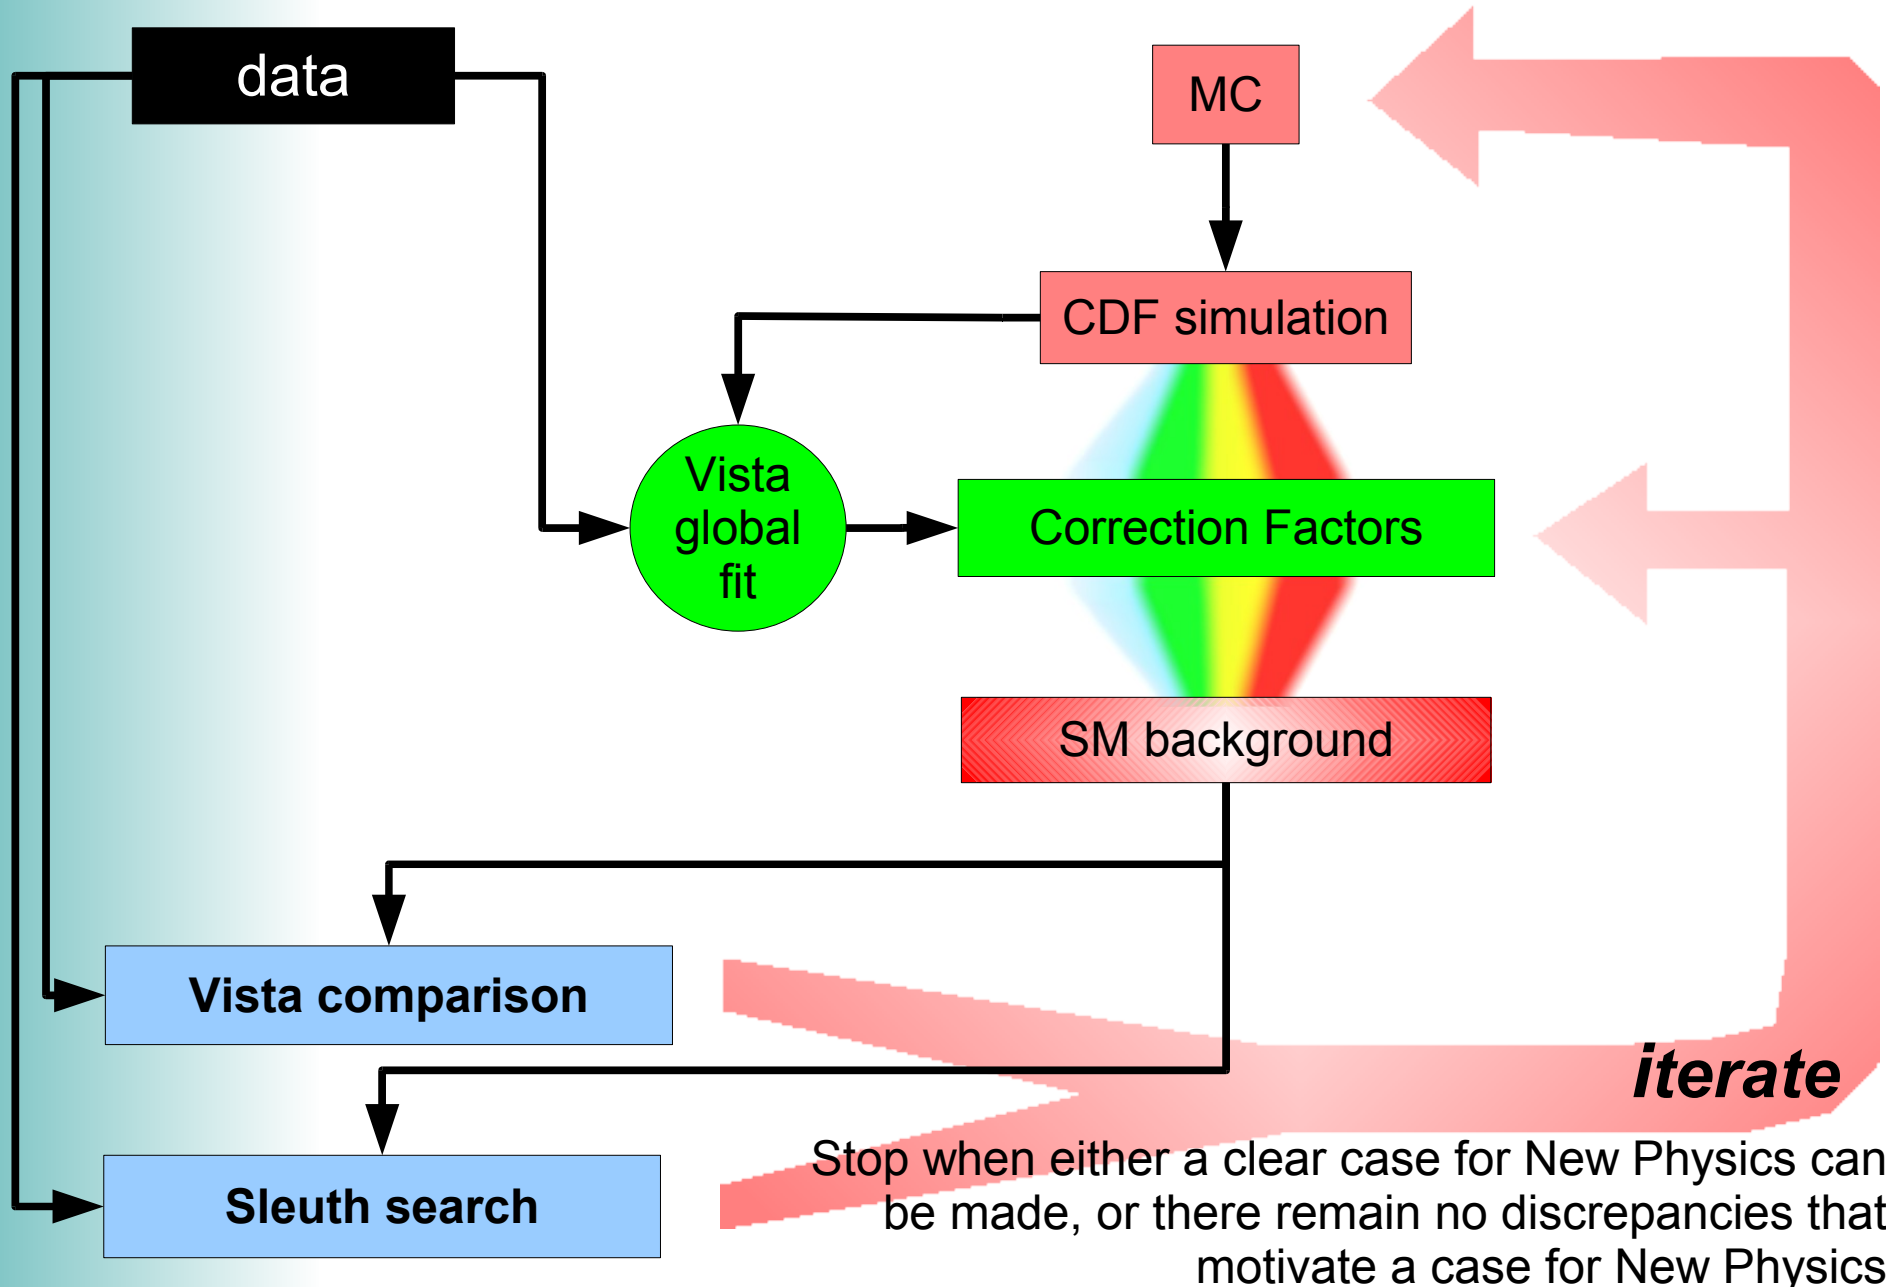 data
MC
CDF simulation
Vista
global
fit
Correction Factors
SM background
Vista comparison
iterate
Sleuth search
Stop when either a clear case for New Physics can
be made, or there remain no discrepancies that
motivate a case for New Physics